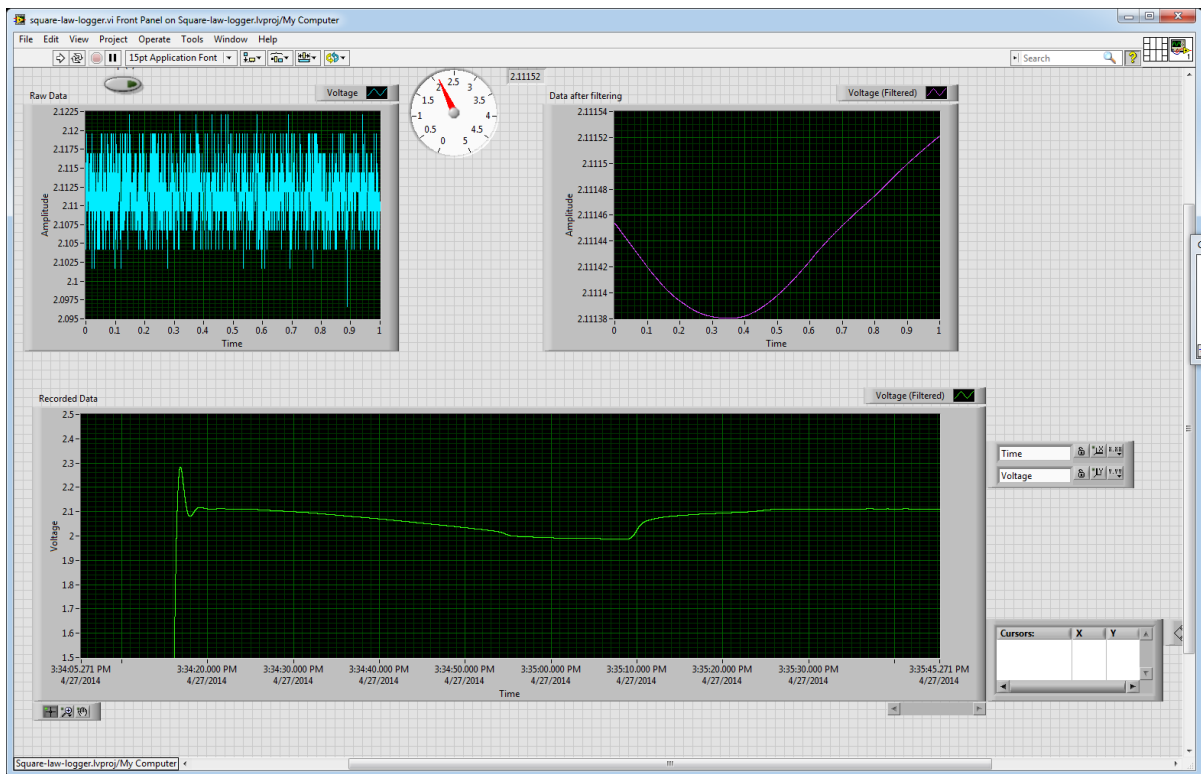 square-law-logger.vi Front Panel on Square-law-logger.lvproj/My Computer
File Edit View Project Operate Tools Window Help
15pt Application Font
Search
Raw Data
Voltage
2.1225
2.12
2.1175
2.115
2.1125
2.11
2.1075
2.105
2.1025
2.1
2.0975
2.095
Amplitude
0 0.1 0.2 0.3 0.4 0.5 0.6 0.7 0.8 0.9 1
Time
2.11152
0 0.5 1 1.5 2 2.5 3 3.5 4 4.5 5
Data after filtering
Voltage (Filtered)
2.11154
2.11152
2.1115
2.11148
2.11146
2.11144
2.11142
2.1114
2.11138
Amplitude
0 0.1 0.2 0.3 0.4 0.5 0.6 0.7 0.8 0.9 1
Time
Recorded Data
Voltage (Filtered)
2.5
2.4
2.3
2.2
2.1
2
1.9
1.8
1.7
1.6
1.5
Voltage
3:34:05.271 PM 3:34:20.000 PM 3:34:30.000 PM 3:34:40.000 PM 3:34:50.000 PM 3:35:00.000 PM 3:35:10.000 PM 3:35:20.000 PM 3:35:30.000 PM 3:35:45.271 PM
4/27/2014 4/27/2014 4/27/2014 4/27/2014 4/27/2014 4/27/2014 4/27/2014 4/27/2014 4/27/2014 4/27/2014
Time
Time
Voltage
Cursors: X Y
Square-law-logger.lvproj/My Computer